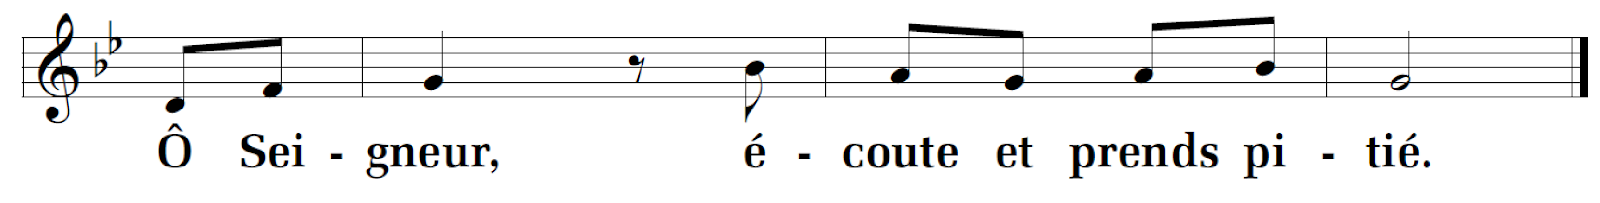 Ô Sei - gneur, é - coute et prends pi - tié.